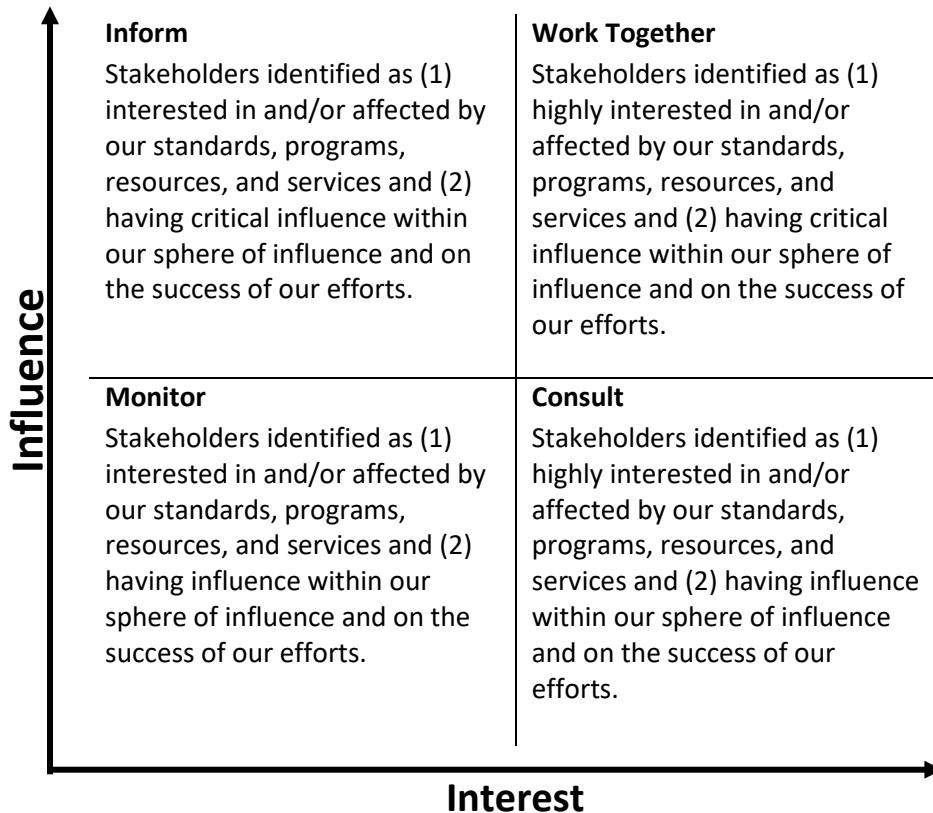 Influence
Inform
Stakeholders identified as (1)
interested in and/or affected by
our standards, programs,
resources, and services and (2)
having critical influence within
our sphere of influence and on
the success of our efforts.
Work Together
Stakeholders identified as (1)
highly interested in and/or
affected by our standards,
programs, resources, and
services and (2) having critical
influence within our sphere of
influence and on the success of
our efforts.
Monitor
Stakeholders identified as (1)
interested in and/or affected by
our standards, programs,
resources, and services and (2)
having influence within our
sphere of influence and on the
success of our efforts.
Consult
Stakeholders identified as (1)
highly interested in and/or
affected by our standards,
programs, resources, and
services and (2) having influence
within our sphere of influence
and on the success of our
efforts.
Interest